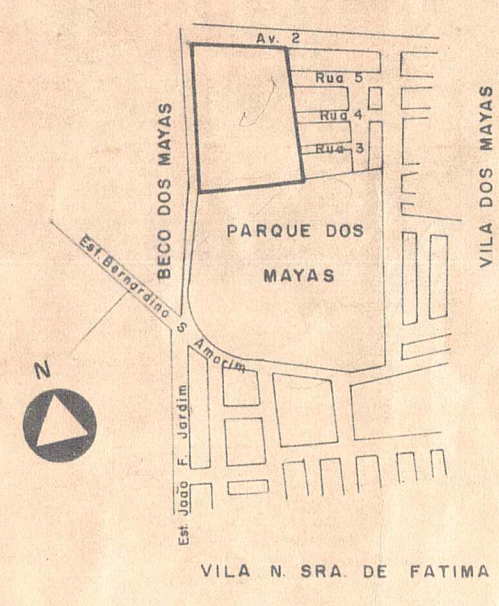 Av. 2
Rua 5
Rua 4
Rua 3
BECO DOS MAYAS
VILA DOS MAYAS
PARQUE DOS
MAYAS
Est. Bernardino S Amorim
N
Est. João F. Jardim
VILA N. SRA. DE FATIMA